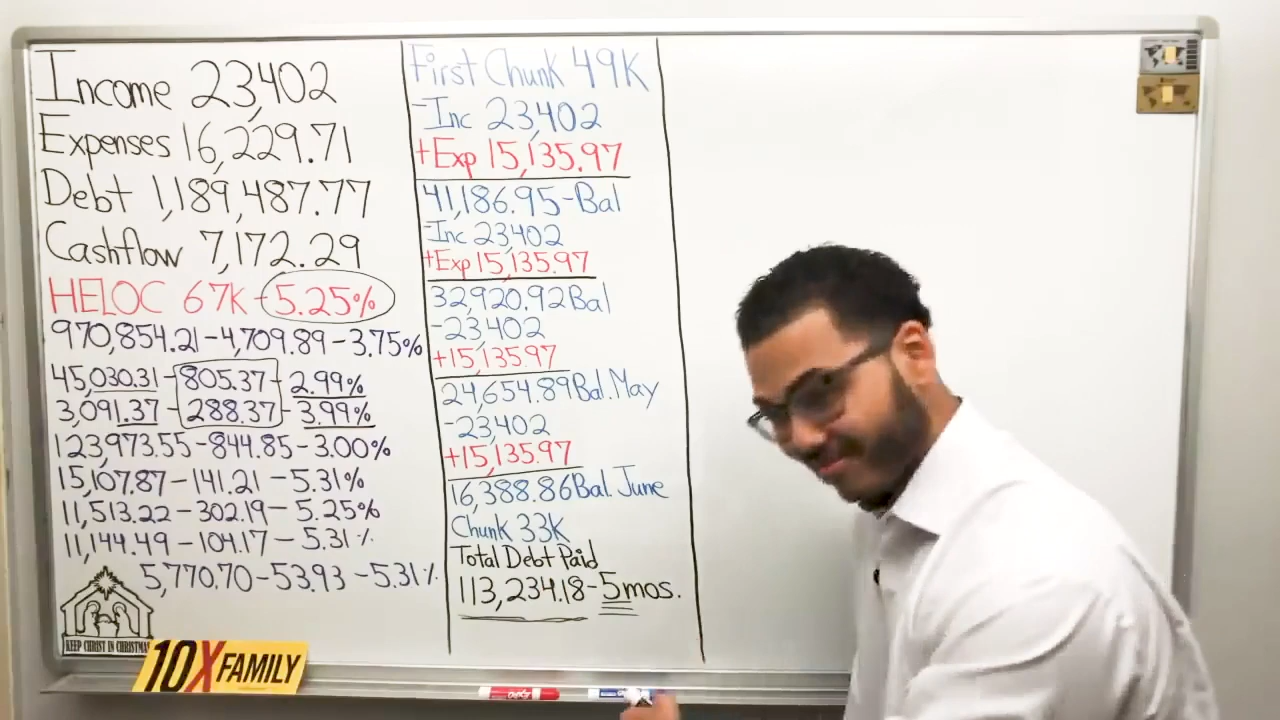 Income 23,402
Expenses 16,229.71
Debt 1,189,487.77
Cashflow 7,172.29
HELOC 67K-5.25%
970,854.21-4,709.89-3.75%
45,030.31-805.37-2.99%
3,091.37-288.37-3.99%
123,973.55-844.85-3.00%
15,107.87-141.21-5.31%
11,513.22-302.19-5.25%
11,144.49-104.17-5.31%
5,770.70-53.93-5.31%
KEEP CHRIST IN CHRISTMAS
10X FAMILY
First Chunk 49K
-Inc 23,402
+Exp 15,135.97
41,186.95-Bal
-Inc 23,402
+Exp 15,135.97
32,920.92 Bal
-23,402
+15,135.97
24,654.89 Bal. May
-23,402
+15,135.97
16,388.86 Bal. June
Chunk 33K
Total Debt Paid
113,234.18-5mos.